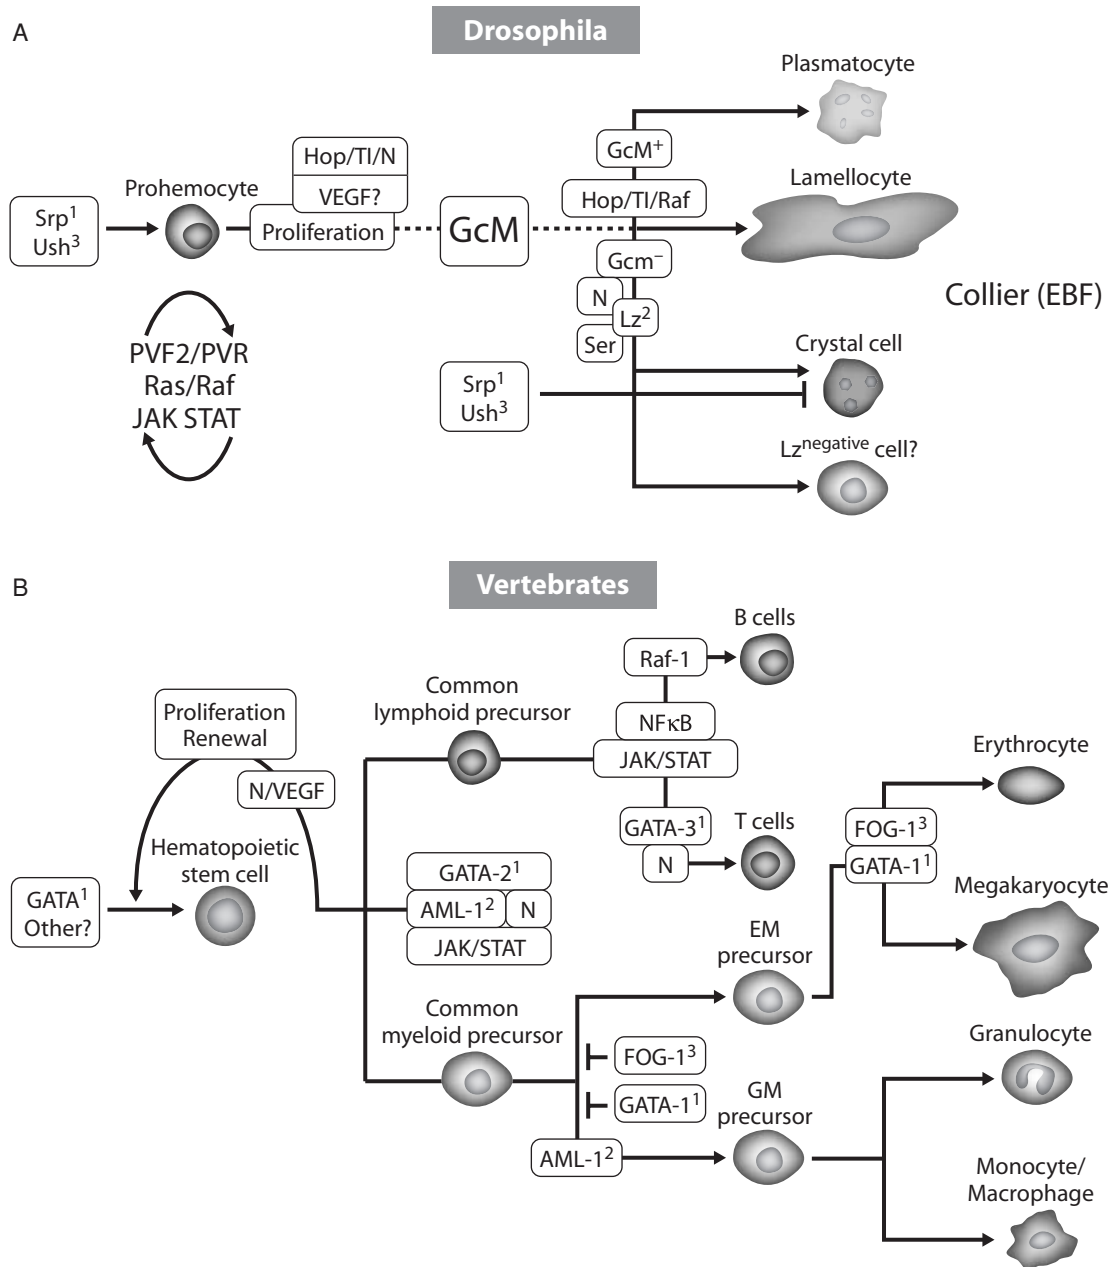 A
Drosophila
Plasmatocyte
GcM⁺
Hop/Tl/N
VEGF?
Proliferation
Prohemocyte
Srp¹
Ush³
GcM
Hop/Tl/Raf
Lamellocyte
Gcm⁻
N
Lz²
Ser
Collier (EBF)
PVF2/PVR
Ras/Raf
JAK STAT
Srp¹
Ush³
Crystal cell
Lznegative cell?
B
Vertebrates
B cells
Raf-1
Common
lymphoid precursor
NFκB
JAK/STAT
Proliferation
Renewal
N/VEGF
GATA-3¹
N
T cells
Erythrocyte
FOG-1³
GATA-1¹
Hematopoietic
stem cell
GATA¹
Other?
GATA-2¹
AML-1² N
JAK/STAT
Megakaryocyte
EM
precursor
Common
myeloid precursor
FOG-1³
GATA-1¹
AML-1²
GM
precursor
Granulocyte
Monocyte/
Macrophage